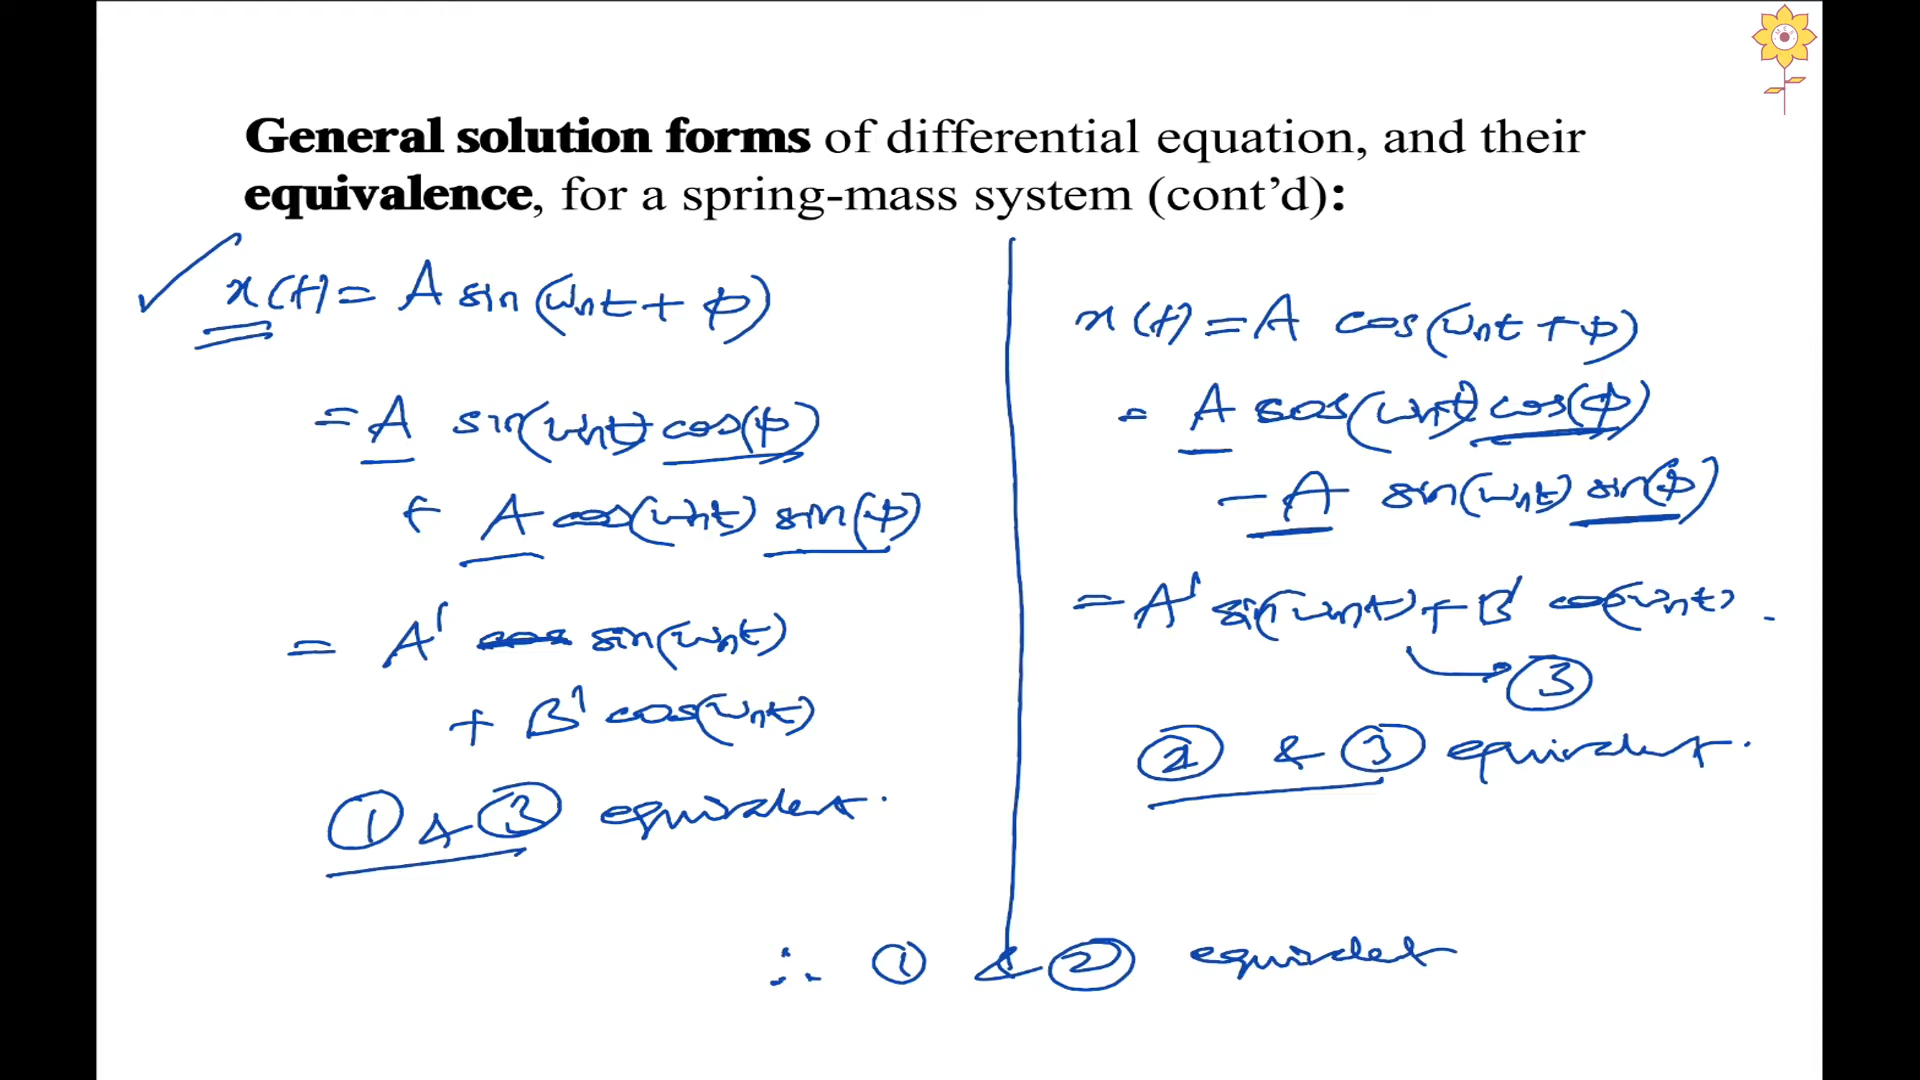 General solution forms of differential equation, and their
equivalence, for a spring-mass system (cont'd):
x(t) = A sin(ωnt + φ)
= A sin(ωnt) cos(φ)
+ A cos(ωnt) sin(φ)
= A' sin(ωnt)
+ B' cos(ωnt)
① & ③ equivalent.
x(t) = A cos(ωnt + φ)
= A cos(ωnt) cos(φ)
- A sin(ωnt) sin(φ)
= A' sin(ωnt) + B' cos(ωnt).
③
② & ③ equivalent.
∴ ① & ② equivalent